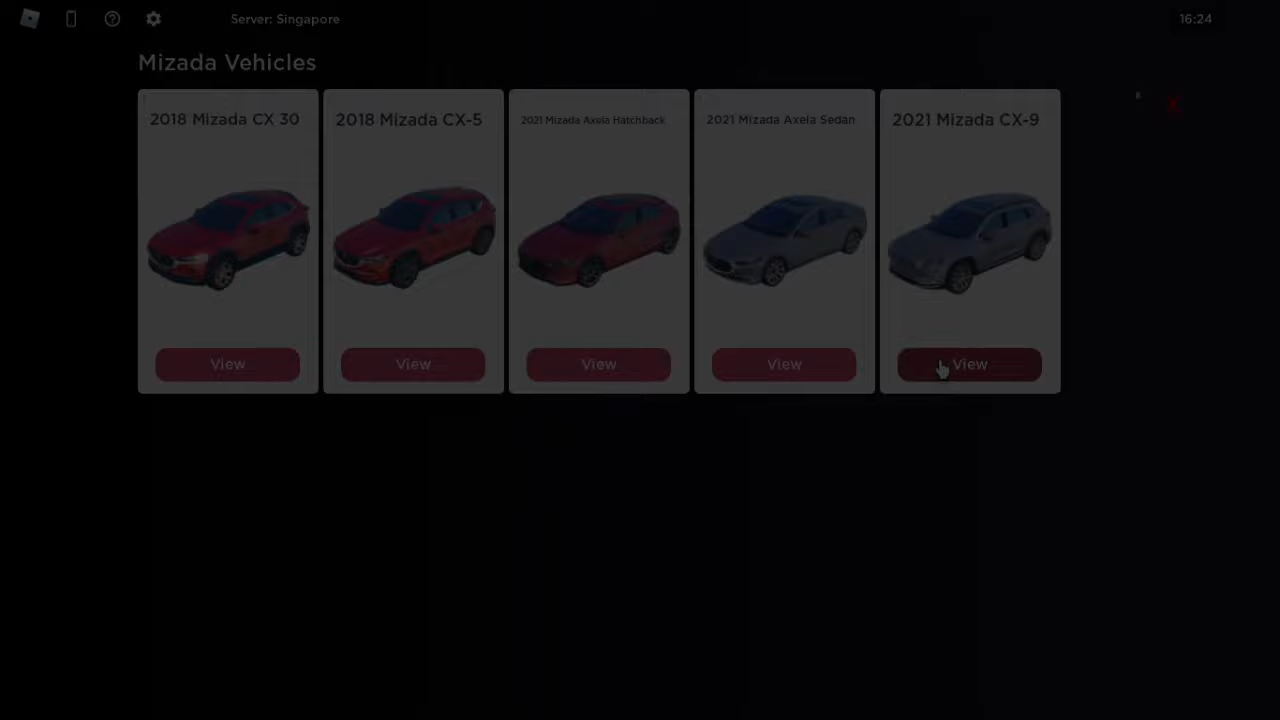 Server: Singapore
16:24
Mizada Vehicles
X
2018 Mizada CX 30
2018 Mizada CX-5
2021 Mizada Axela Hatchback
2021 Mizada Axela Sedan
2021 Mizada CX-9
View
View
View
View
View